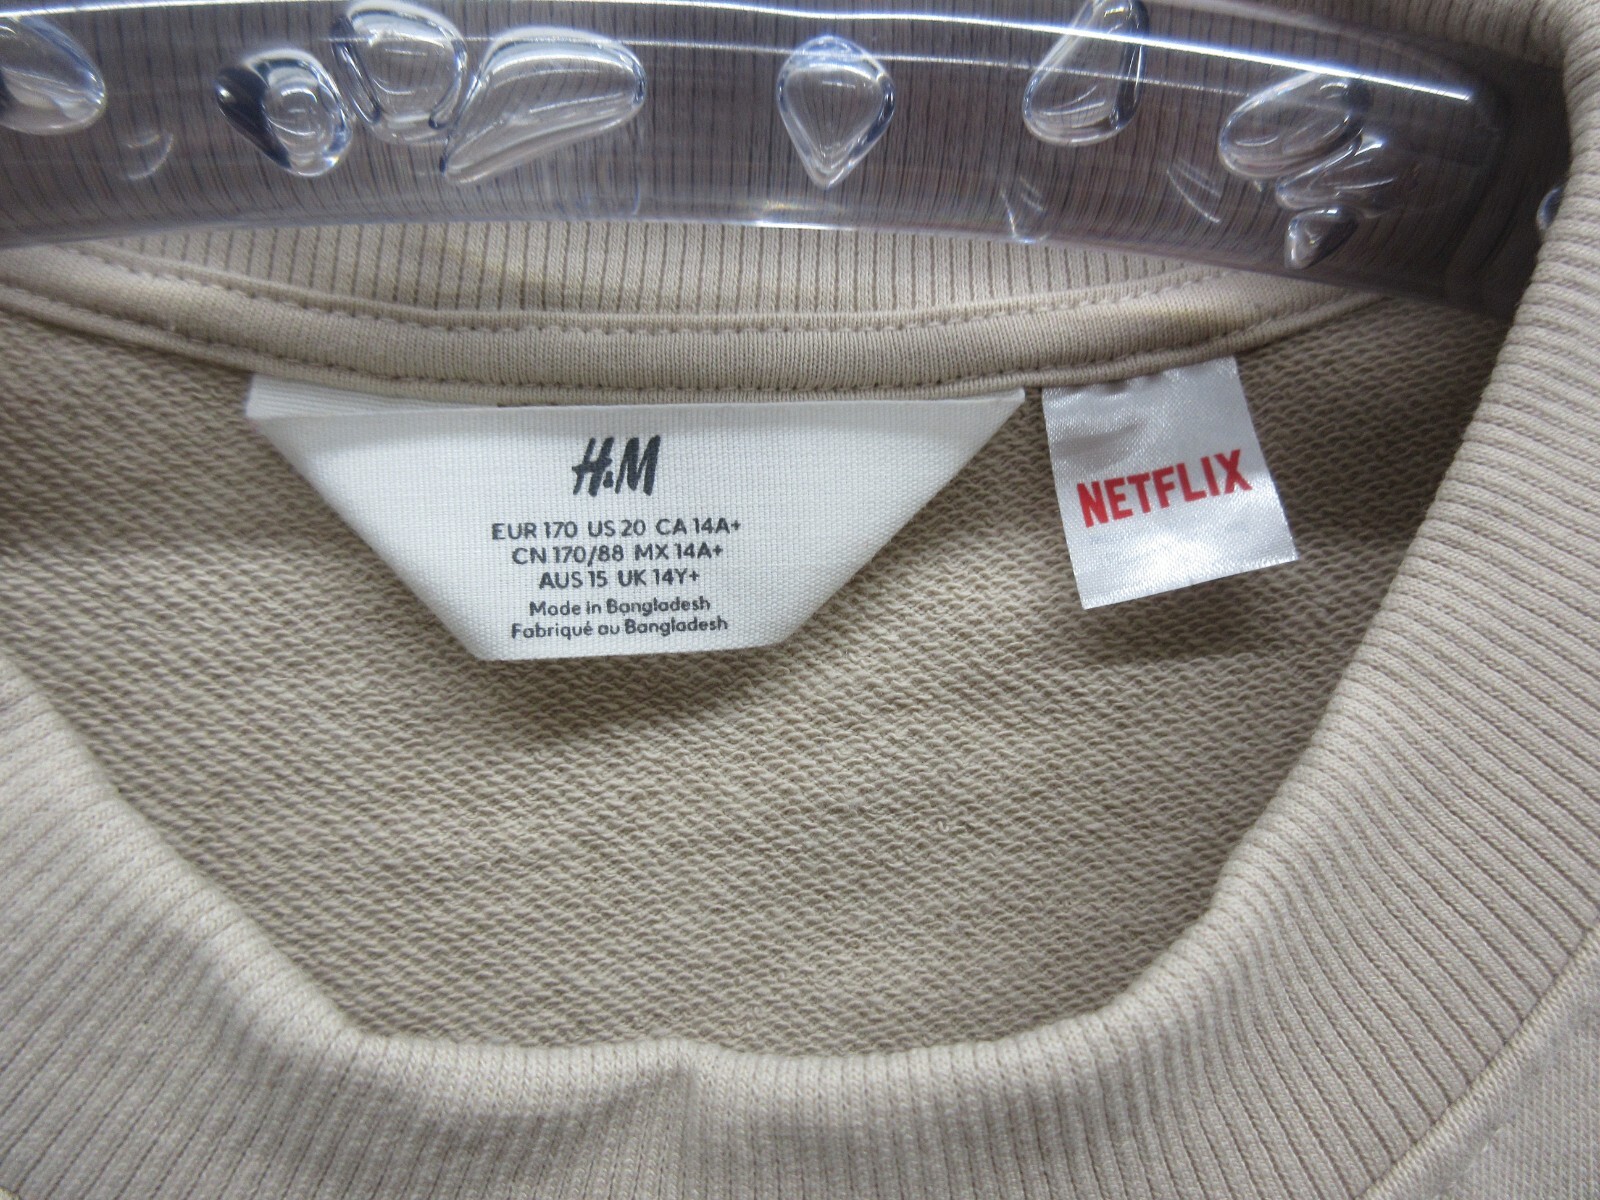 H&M
EUR 170 US 20 CA 14A+
CN 170/88 MX 14A+
AUS 15 UK 14Y+
Made in Bangladesh
Fabriqué au Bangladesh
NETFLIX